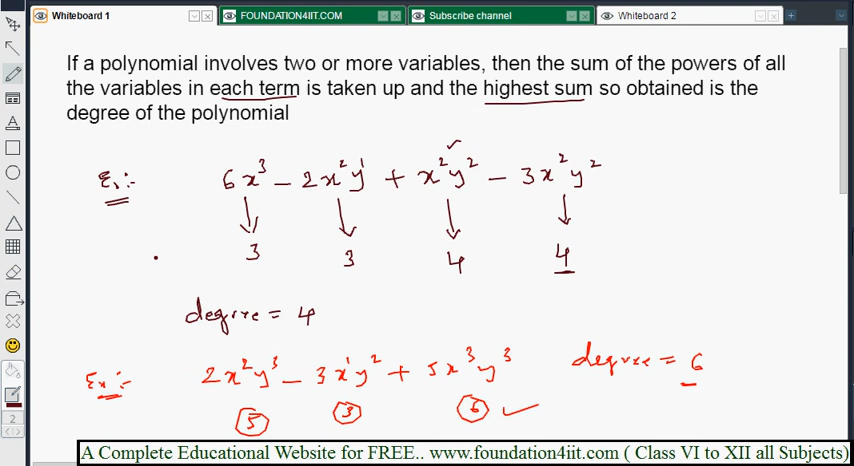 Whiteboard 1 FOUNDATION4IIT.COM Subscribe channel Whiteboard 2
If a polynomial involves two or more variables, then the sum of the powers of all
the variables in each term is taken up and the highest sum so obtained is the
degree of the polynomial
Ex:- 6x³ - 2x²y¹ + x²y² - 3x²y²
3 3 4 4
degree = 4
Ex:- 2x²y³ - 3x¹y² + 5x³y³ degree = 6
5 3 6
2
A Complete Educational Website for FREE.. www.foundation4iit.com ( Class VI to XII all Subjects)